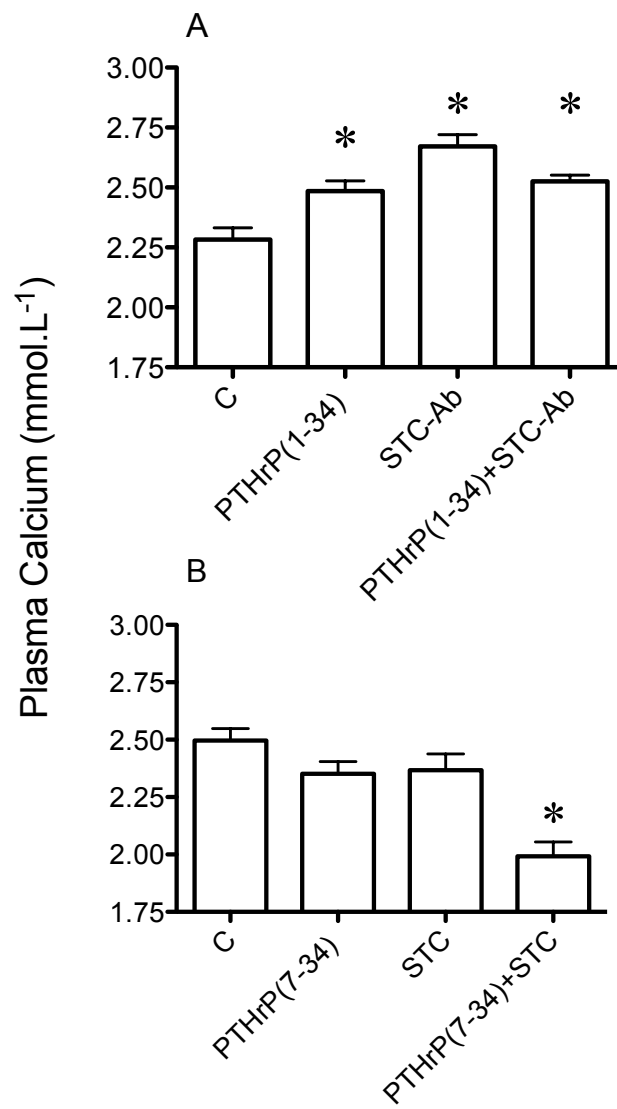 A
3.00
2.75
2.50
2.25
2.00
1.75
* * *
C
PTHrP(1-34)
STC-Ab
PTHrP(1-34)+STC-Ab
Plasma Calcium (mmol.L-1)
B
3.00
2.75
2.50
2.25
2.00
1.75
*
C
PTHrP(7-34)
STC
PTHrP(7-34)+STC